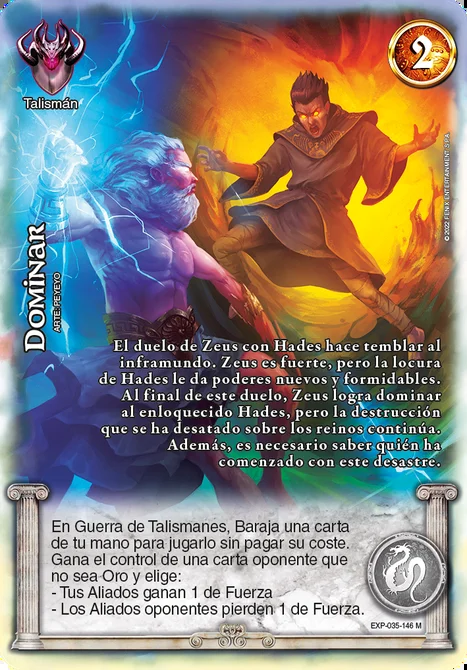 2
Talismán
© 2022 FENIX ENTERTAINMENT S.P.A
Dominar
ARTE: PEYEYO
El duelo de Zeus con Hades hace temblar al
inframundo. Zeus es fuerte, pero la locura
de Hades le da poderes nuevos y formidables.
Al final de este duelo, Zeus logra dominar
al enloquecido Hades, pero la destrucción
que se ha desatado sobre los reinos continúa.
Además, es necesario saber quién ha
comenzado con este desastre.
En Guerra de Talismanes, Baraja una carta
de tu mano para jugarlo sin pagar su coste.
Gana el control de una carta oponente que
no sea Oro y elige:
- Tus Aliados ganan 1 de Fuerza
- Los Aliados oponentes pierden 1 de Fuerza.
EXP-035-146 M